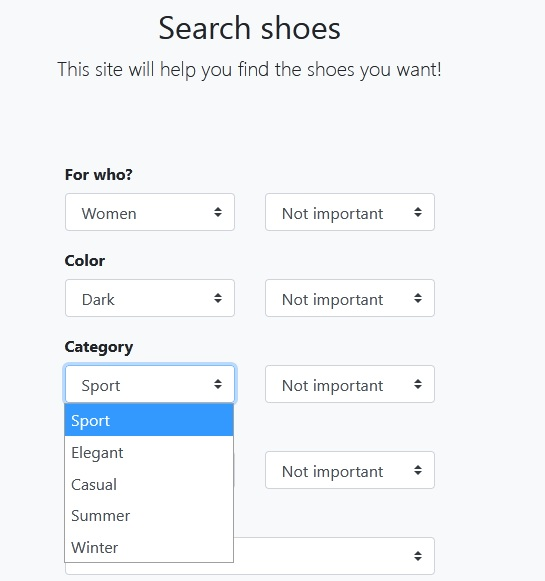 Search shoes
This site will help you find the shoes you want!
For who?
Women
Not important
Color
Dark
Not important
Category
Sport
Not important
Sport
Elegant
Casual
Summer
Winter
Not important